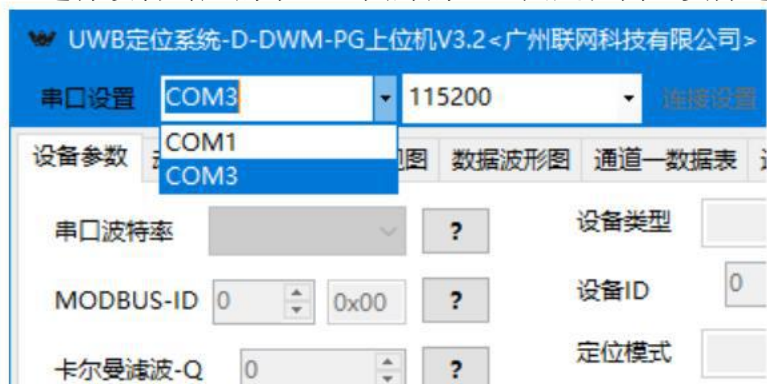 UWB定位系统-D-DWM-PG上位机V3.2<广州联网科技有限公司>
串口设置 COM3 115200 连接设置
COM1
COM3
设备参数 视图 数据波形图 通道一数据表
串口波特率 ? 设备类型
MODBUS-ID 0 0x00 ? 设备ID 0
卡尔曼滤波-Q 0 ? 定位模式